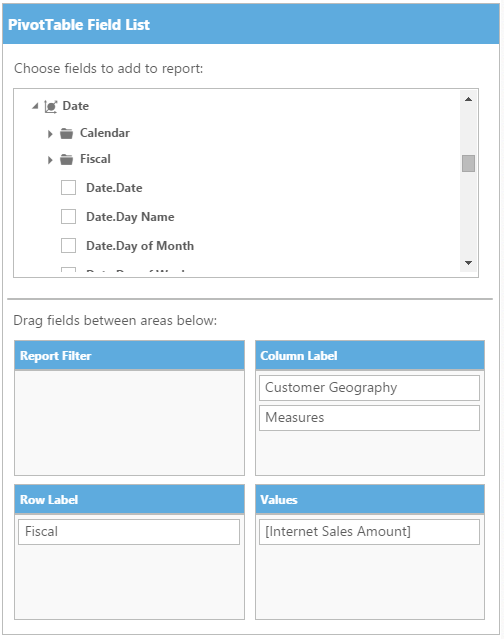 PivotTable Field List
Choose fields to add to report:
Date
Calendar
Fiscal
Date.Date
Date.Day Name
Date.Day of Month
Drag fields between areas below:
Report Filter
Column Label
Customer Geography
Measures
Row Label
Values
Fiscal
[Internet Sales Amount]